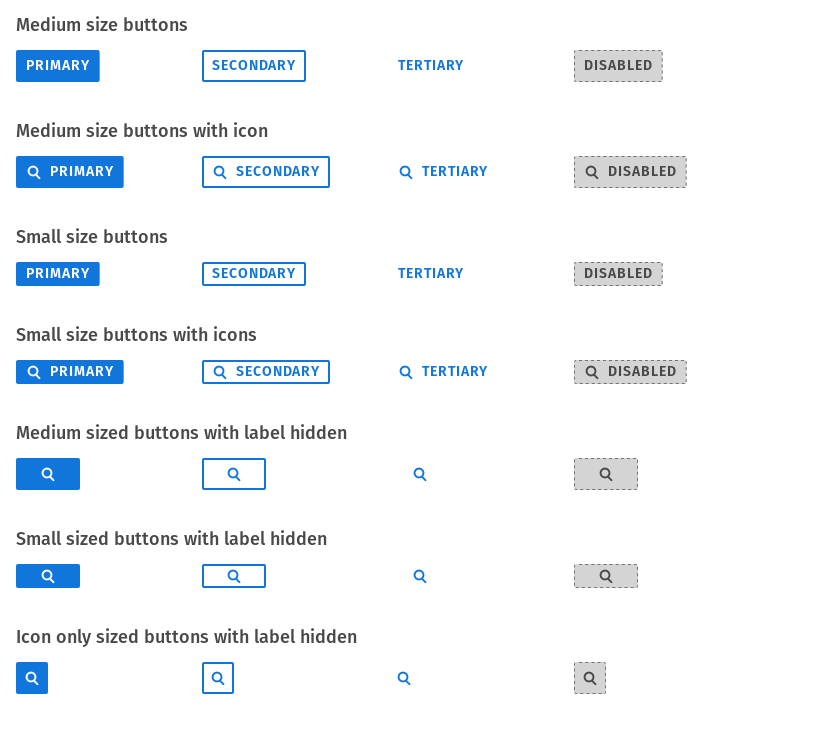 Medium size buttons
PRIMARY SECONDARY TERTIARY DISABLED
Medium size buttons with icon
PRIMARY SECONDARY TERTIARY DISABLED
Small size buttons
PRIMARY SECONDARY TERTIARY DISABLED
Small size buttons with icons
PRIMARY SECONDARY TERTIARY DISABLED
Medium sized buttons with label hidden
Small sized buttons with label hidden
Icon only sized buttons with label hidden